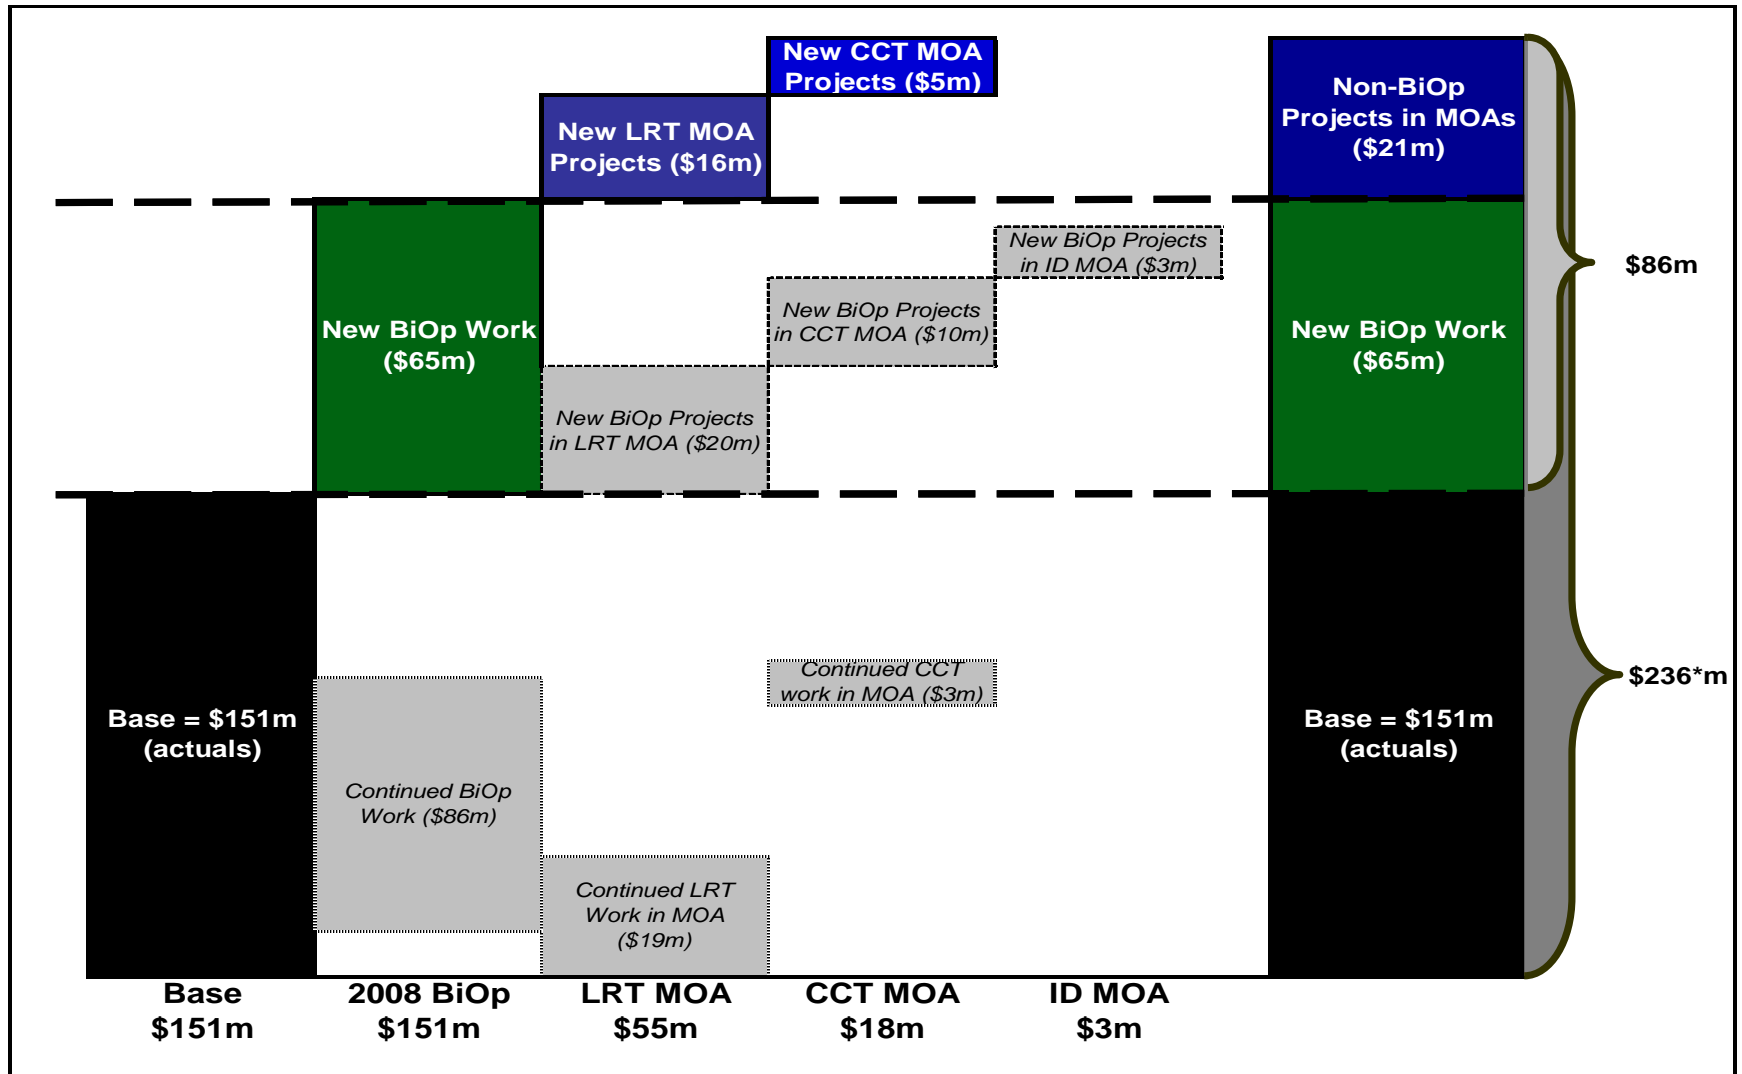 New CCT MOA
Projects ($5m)
New LRT MOA
Projects ($16m)
Non-BiOp
Projects in MOAs
($21m)
New BiOp Projects
in ID MOA ($3m)
$86m
New BiOp Work
($65m)
New BiOp Projects
in CCT MOA ($10m)
New BiOp Work
($65m)
New BiOp Projects
in LRT MOA ($20m)
Continued CCT
work in MOA ($3m)
$236*m
Base = $151m
(actuals)
Base = $151m
(actuals)
Continued BiOp
Work ($86m)
Continued LRT
Work in MOA
($19m)
Base
$151m
2008 BiOp
$151m
LRT MOA
$55m
CCT MOA
$18m
ID MOA
$3m